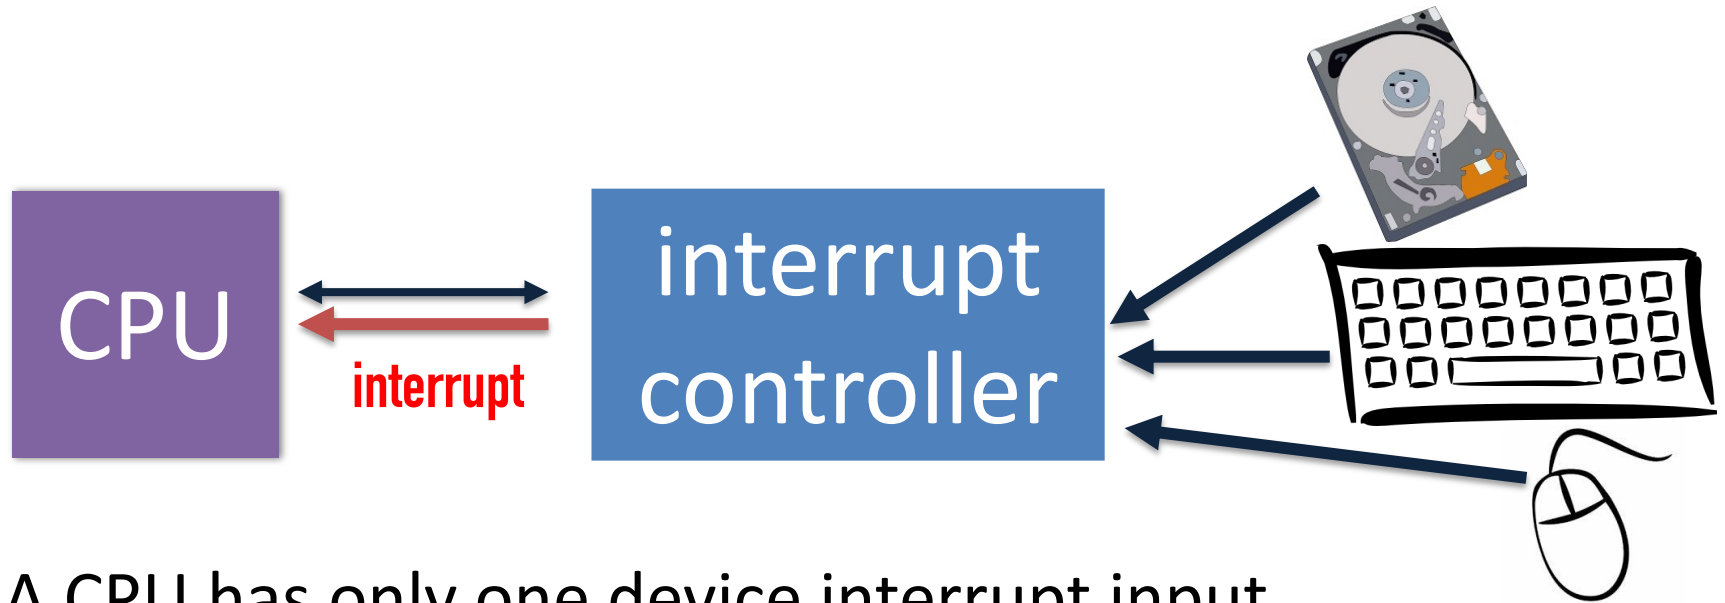 CPU
interrupt
interrupt
controller
A CPU has only one device interrupt input